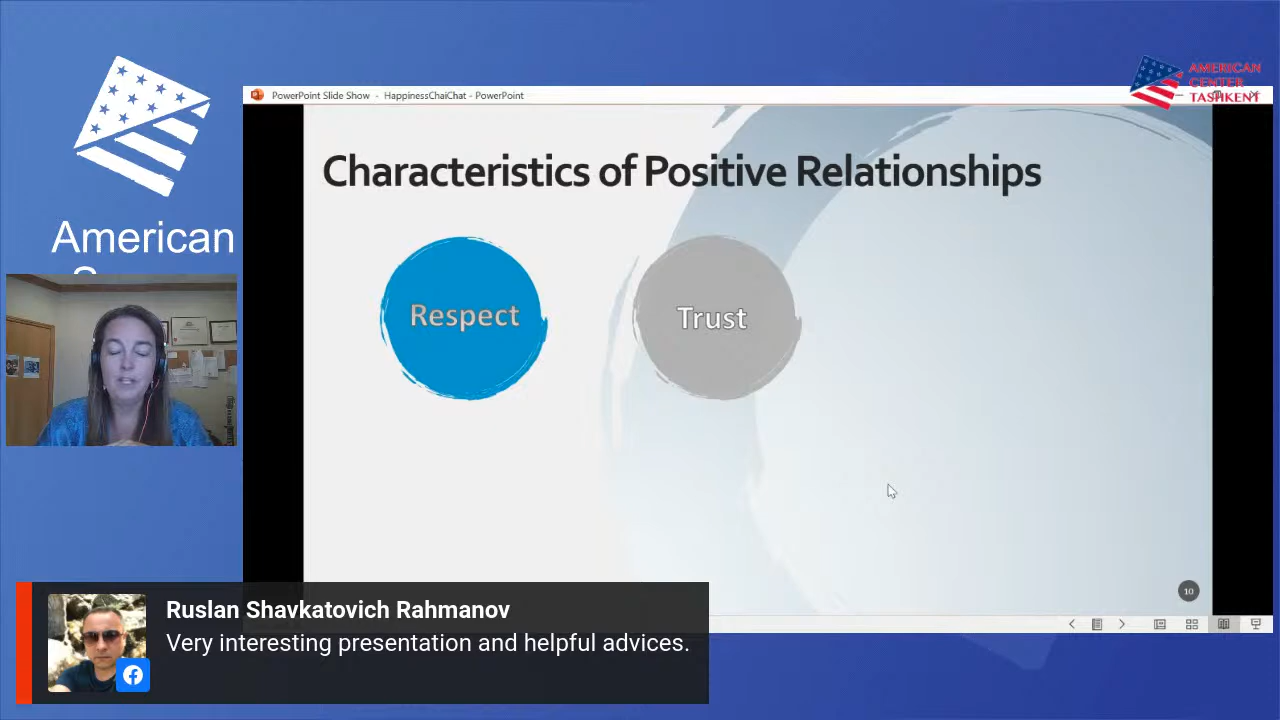 American
AMERICAN
CENTER
TASHKENT
PowerPoint Slide Show - HappinessChaiChat - PowerPoint
Characteristics of Positive Relationships
Respect
Trust
10
Ruslan Shavkatovich Rahmanov
Very interesting presentation and helpful advices.